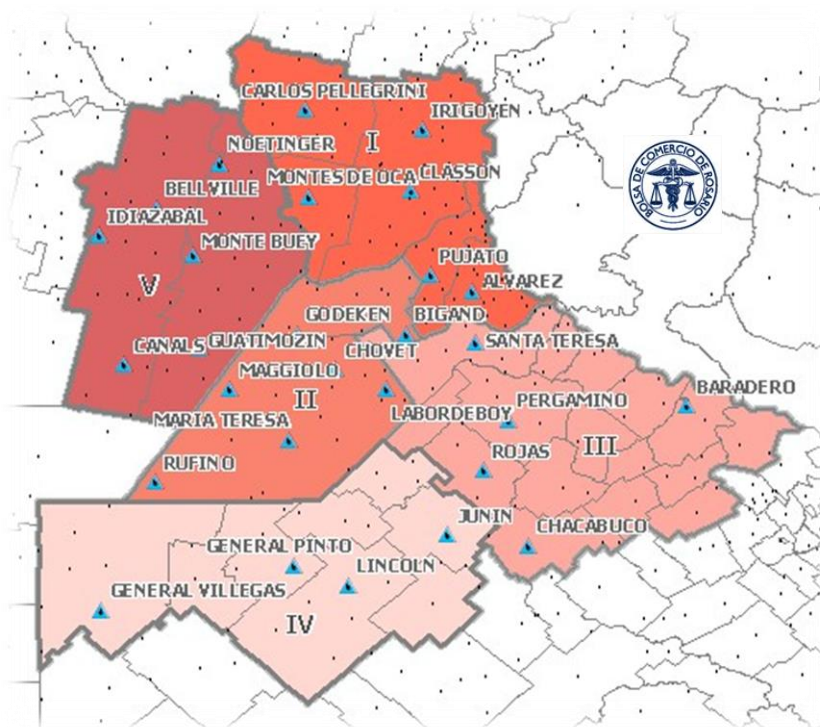 CARLOS PELLEGRINI
IRIGOYEN
I
NOETINGER
MONTES DE OCA
CLASSON
BELLVILLE
BOLSA DE COMERCIO DE ROSARIO
IDIAZABAL
MONTE BUEY
PUJATO
V
ALVAREZ
GODEKEN
BIGAND
CANALS
GUATIMOZIN
CHOVET
SANTA TERESA
MAGGIOLO
II
BARADERO
MARIA TERESA
LABORDEBOY
PERGAMINO
III
RUFINO
ROJAS
JUNIN
CHACABUCO
GENERAL PINTO
LINCOLN
GENERAL VILLEGAS
IV